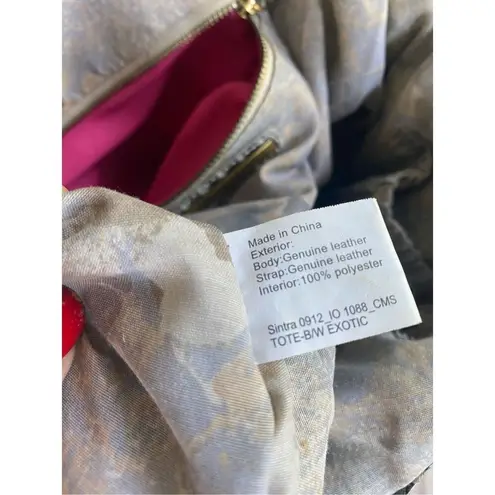 Made in China
Exterior:
Body:Genuine leather
Strap:Genuine leather
Interior:100% polyester
Sintra 0912_IO 1088_CMS
TOTE-B/W EXOTIC